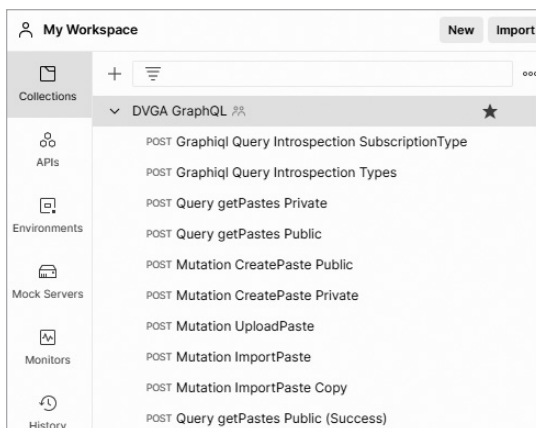 My Workspace
New
Import
Collections
DVGA GraphQL
POST Graphiql Query Introspection SubscriptionType
APIs
POST Graphiql Query Introspection Types
POST Query getPastes Private
Environments
POST Query getPastes Public
POST Mutation CreatePaste Public
Mock Servers
POST Mutation CreatePaste Private
POST Mutation UploadPaste
Monitors
POST Mutation ImportPaste
POST Mutation ImportPaste Copy
History
POST Query getPastes Public (Success)